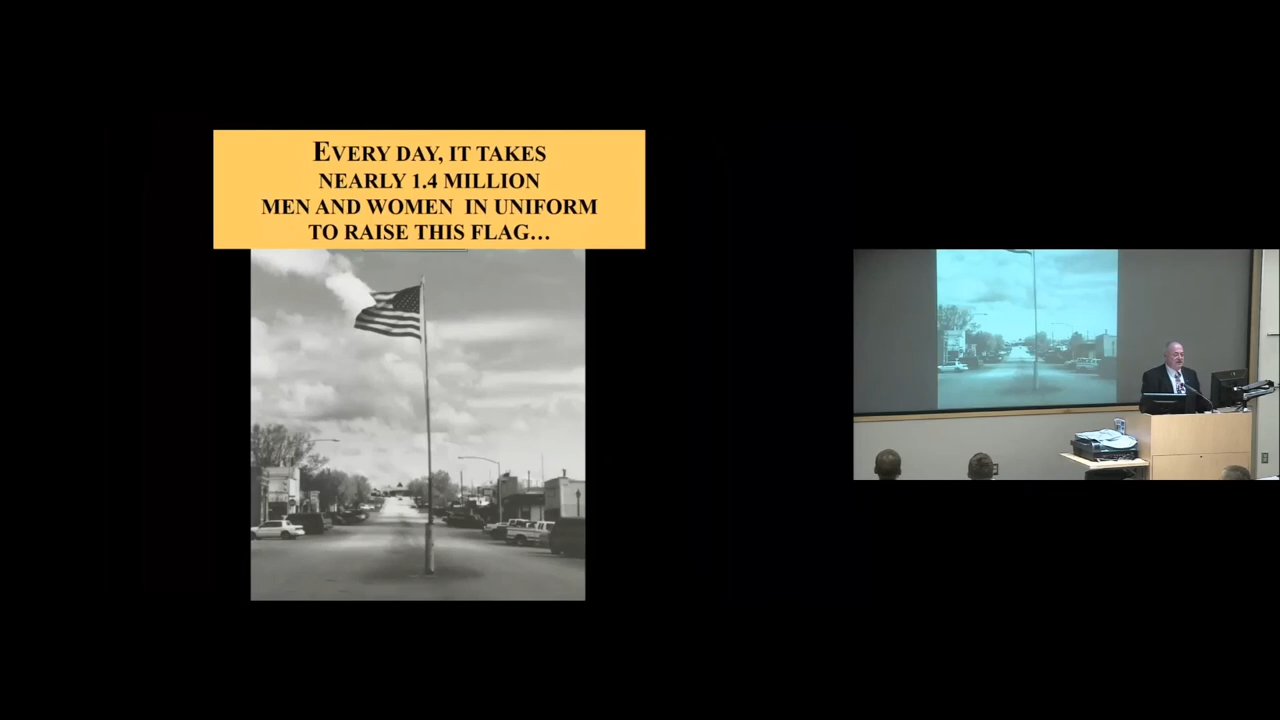 EVERY DAY, IT TAKES
NEARLY 1.4 MILLION
MEN AND WOMEN IN UNIFORM
TO RAISE THIS FLAG…